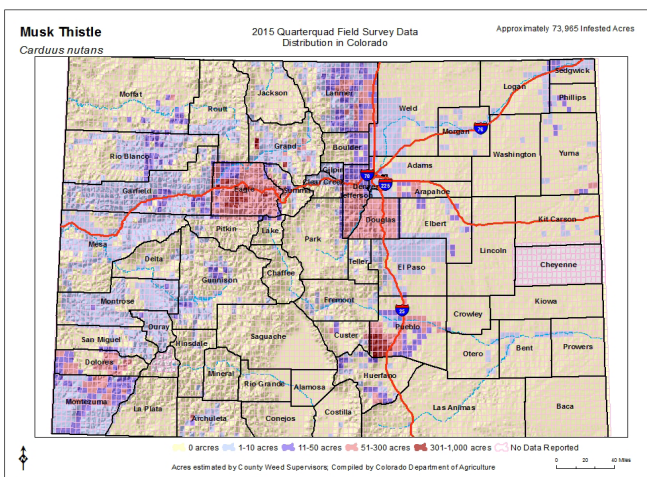 Musk Thistle
Carduus nutans
2015 Quarterquad Field Survey Data
Distribution in Colorado
Approximately 73,965 Infested Acres
Moffat
Routt
Jackson
Larimer
Weld
Logan
Sedgwick
Phillips
Morgan
76
Rio Blanco
Grand
Boulder
Washington
Yuma
Adams
Garfield
Eagle
Summit
Gilpin
Clear Creek
70
Denver
225
Jefferson
Arapahoe
Pitkin
Lake
Park
Douglas
Elbert
Kit Carson
Mesa
Delta
Chaffee
Teller
Lincoln
Cheyenne
Gunnison
El Paso
Montrose
Fremont
Kiowa
Ouray
Crowley
25
San Miguel
Hinsdale
Saguache
Custer
Pueblo
Otero
Bent
Prowers
Dolores
Mineral
Rio Grande
Alamosa
Huerfano
Montezuma
La Plata
Archuleta
Conejos
Costilla
Las Animas
Baca
0 acres 1-10 acres 11-50 acres 51-300 acres 301-1,000 acres No Data Reported
Acres estimated by County Weed Supervisors; Compiled by Colorado Department of Agriculture
0 20 40 Miles